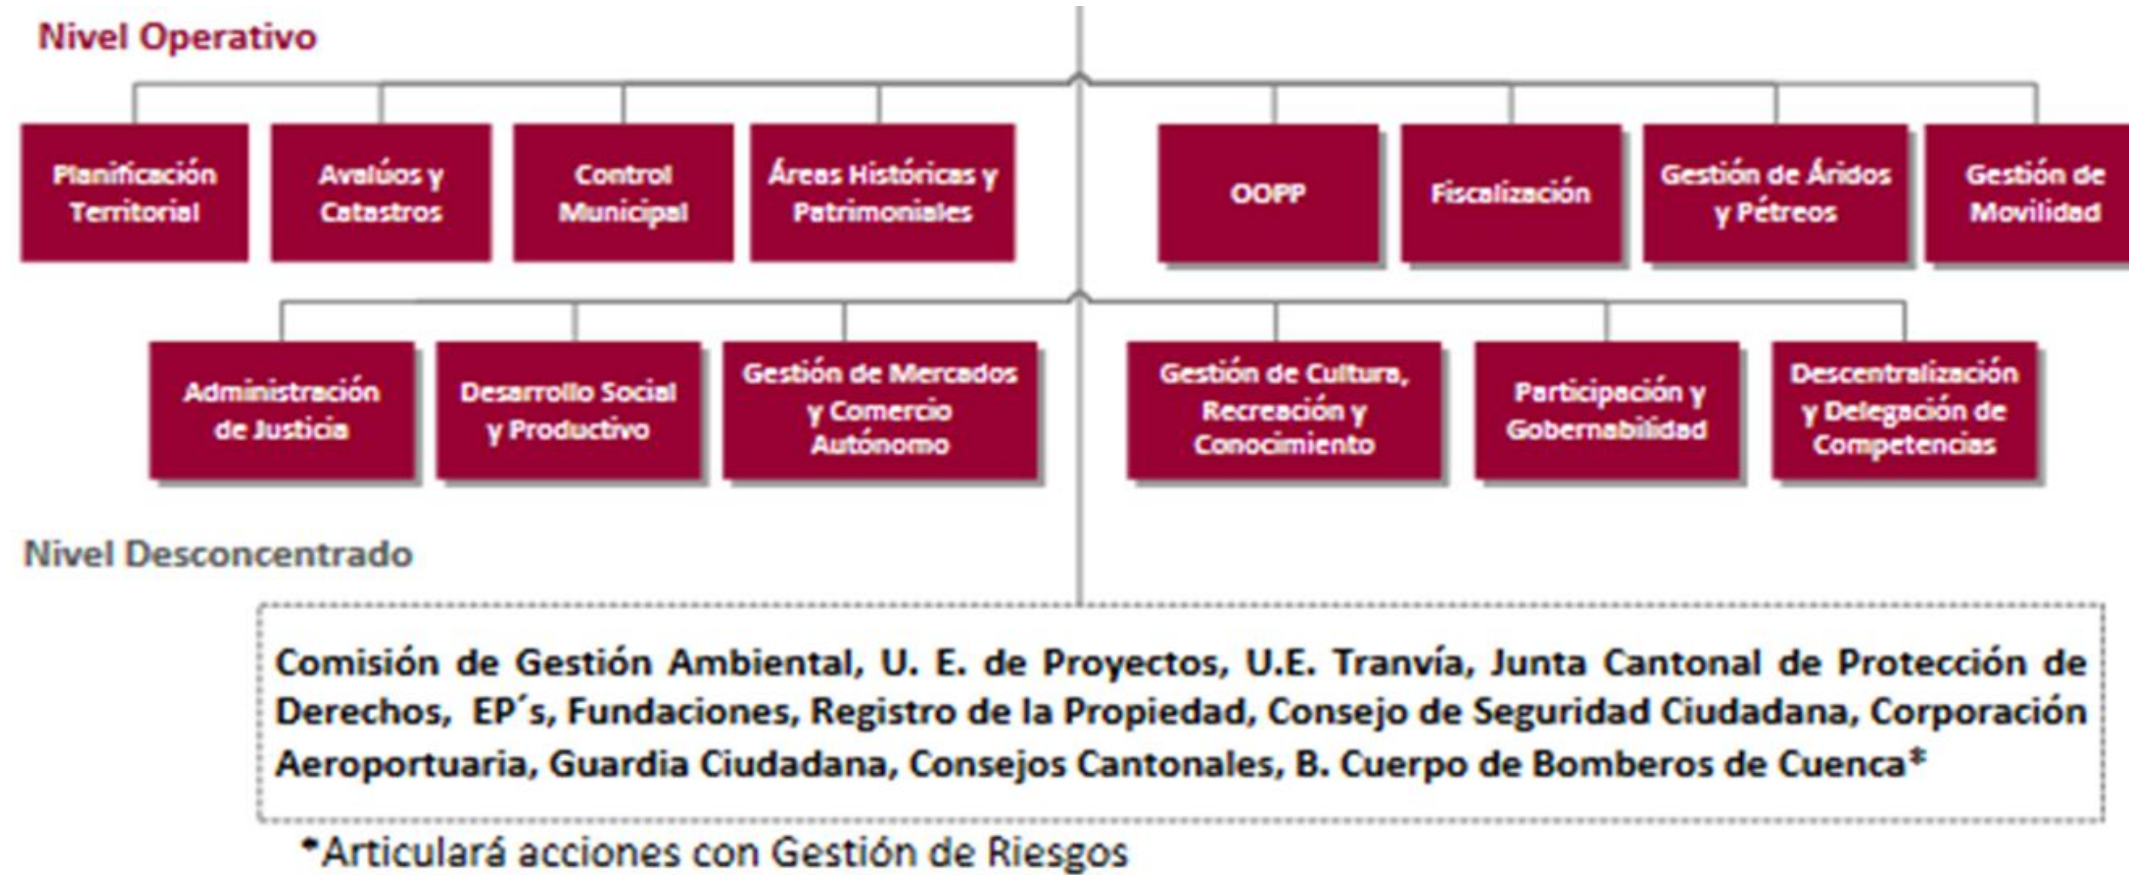 Nivel Operativo
Planificación
Territorial
Avalúos y
Catastros
Control
Municipal
Áreas Históricas y
Patrimoniales
OOPP
Fiscalización
Gestión de Áridos
y Pétreos
Gestión de
Movilidad
Administración
de Justicia
Desarrollo Social
y Productivo
Gestión de Mercados
y Comercio
Autónomo
Gestión de Cultura,
Recreación y
Conocimiento
Participación y
Gobernabilidad
Descentralización
y Delegación de
Competencias
Nivel Desconcentrado
Comisión de Gestión Ambiental, U. E. de Proyectos, U.E. Tranvía, Junta Cantonal de Protección de
Derechos, EP´s, Fundaciones, Registro de la Propiedad, Consejo de Seguridad Ciudadana, Corporación
Aeroportuaria, Guardia Ciudadana, Consejos Cantonales, B. Cuerpo de Bomberos de Cuenca*
*Articulará acciones con Gestión de Riesgos